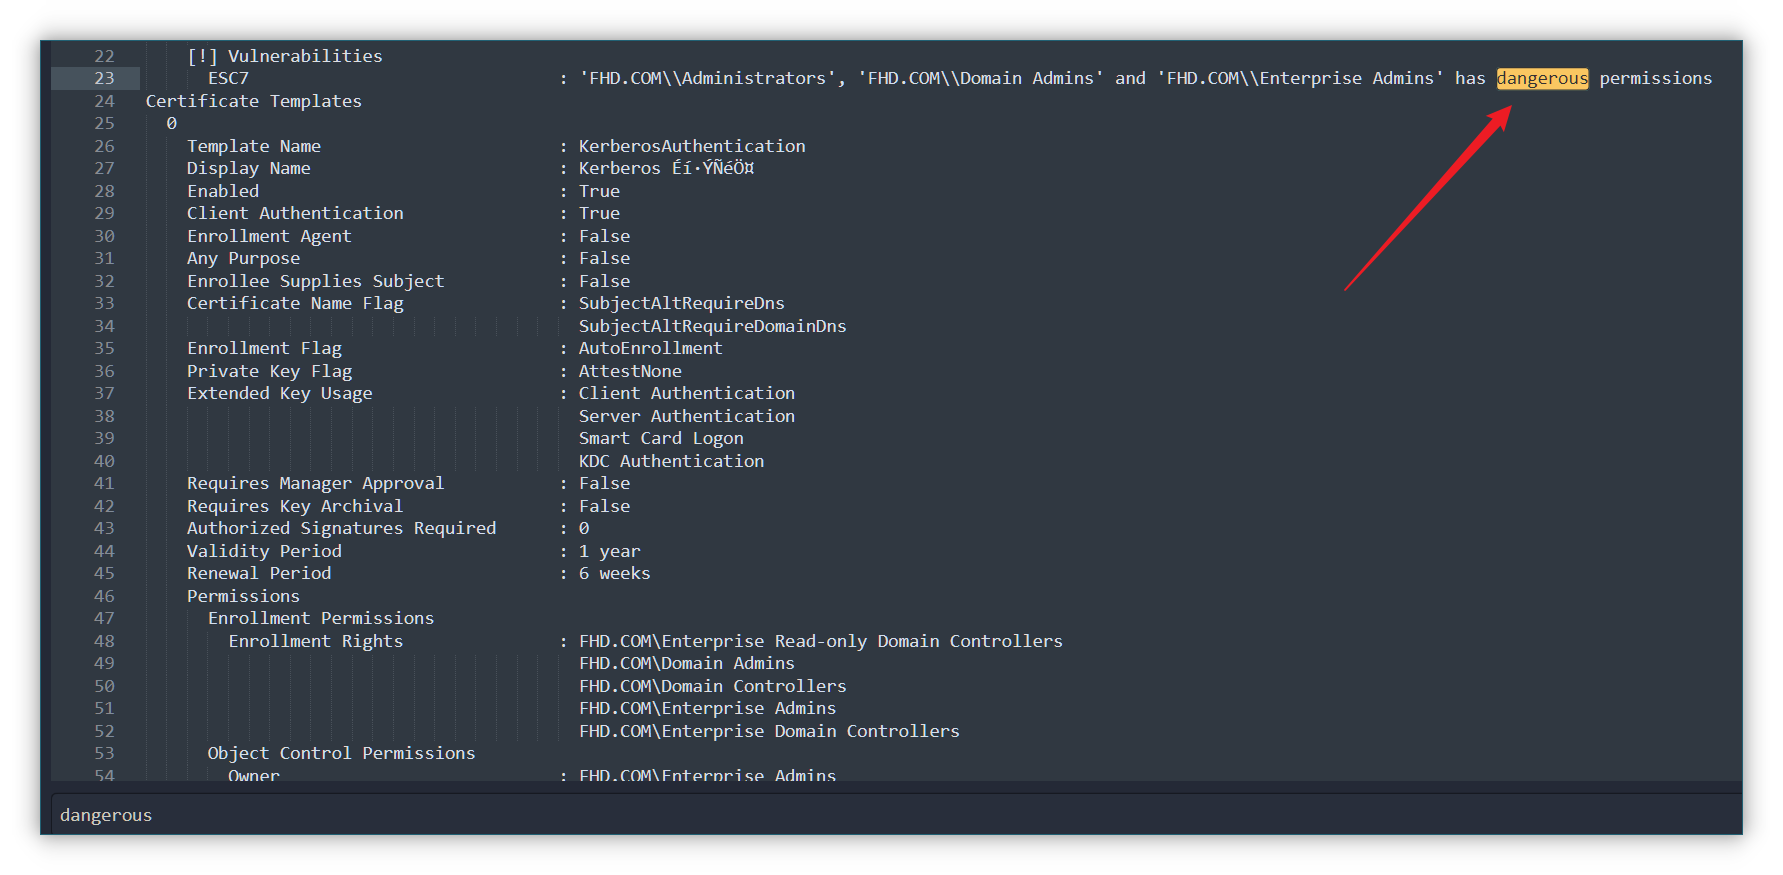 22 [!] Vulnerabilities
23 ESC7 : 'FHD.COM\\Administrators', 'FHD.COM\\Domain Admins' and 'FHD.COM\\Enterprise Admins' has dangerous permissions
24 Certificate Templates
25 0
26 Template Name : KerberosAuthentication
27 Display Name : Kerberos Éí·ÝÑéÖ¤
28 Enabled : True
29 Client Authentication : True
30 Enrollment Agent : False
31 Any Purpose : False
32 Enrollee Supplies Subject : False
33 Certificate Name Flag : SubjectAltRequireDns
34 SubjectAltRequireDomainDns
35 Enrollment Flag : AutoEnrollment
36 Private Key Flag : AttestNone
37 Extended Key Usage : Client Authentication
38 Server Authentication
39 Smart Card Logon
40 KDC Authentication
41 Requires Manager Approval : False
42 Requires Key Archival : False
43 Authorized Signatures Required : 0
44 Validity Period : 1 year
45 Renewal Period : 6 weeks
46 Permissions
47 Enrollment Permissions
48 Enrollment Rights : FHD.COM\Enterprise Read-only Domain Controllers
49 FHD.COM\Domain Admins
50 FHD.COM\Domain Controllers
51 FHD.COM\Enterprise Admins
52 FHD.COM\Enterprise Domain Controllers
53 Object Control Permissions
54 Owner : FHD.COM\Enterprise Admins
dangerous